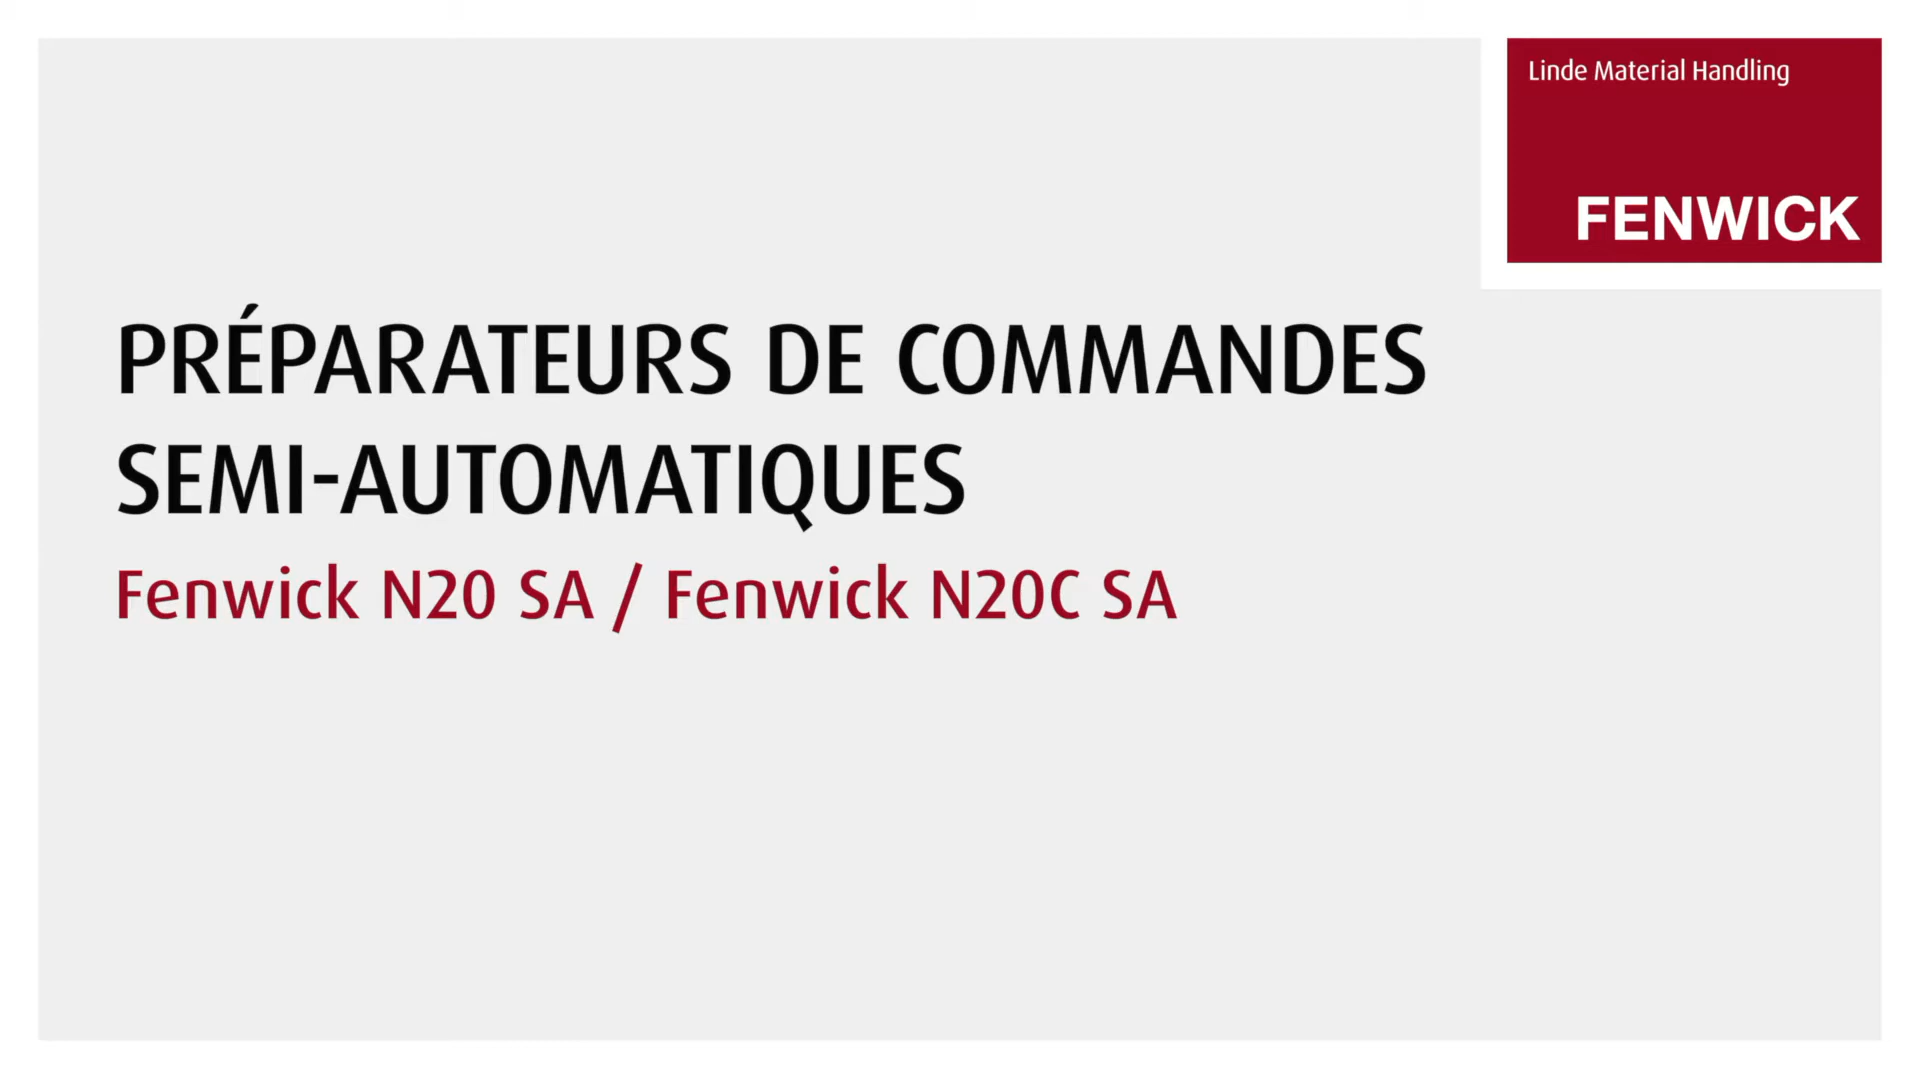 Linde Material Handling
FENWICK
PRÉPARATEURS DE COMMANDES
SEMI-AUTOMATIQUES
Fenwick N20 SA / Fenwick N20C SA